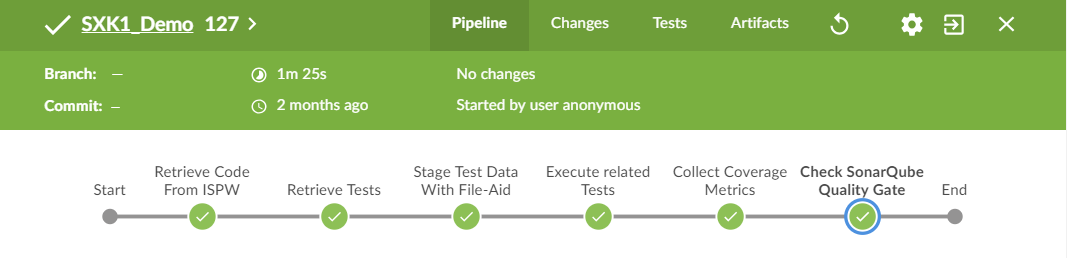 SXK1_Demo 127 Pipeline Changes Tests Artifacts
Branch: — 1m 25s No changes
Commit: — 2 months ago Started by user anonymous
Start
Retrieve Code
From ISPW
Retrieve Tests
Stage Test Data
With File-Aid
Execute related
Tests
Collect Coverage
Metrics
Check SonarQube
Quality Gate
End